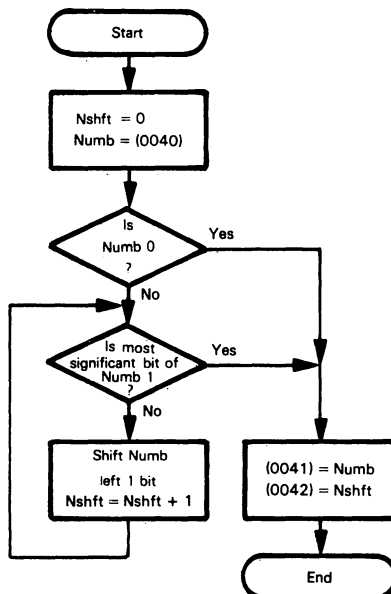 Start
Nshft = 0
Numb = (0040)
Is
Numb 0
?
Yes
No
Is most
significant bit of
Numb 1
?
Yes
No
Shift Numb
left 1 bit
Nshft = Nshft + 1
(0041) = Numb
(0042) = Nshft
End